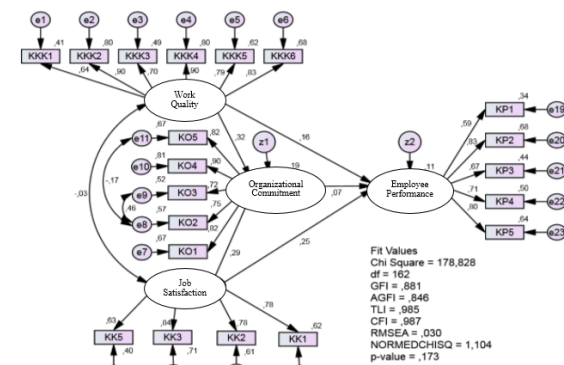 e1 e2 e3 e4 e5 e6
,41 ,80 ,49 ,80 ,62 ,68
KKK1 KKK2 KKK3 KKK4 KKK5 KKK6
,64 ,90 ,70 ,90 ,79 ,83
Work
Quality
,67
e11 KO5 ,82
,32
,16
z1
z2
,81
e10 KO4 ,90
,19
,11
-,03
-,17
,52
e9 KO3 ,72
Organizational
Commitment
,07
Employee
Performance
,46
,57
e8 KO2 ,75
,67
e7 KO1 ,82
,29
,25
Job
Satisfaction
,34
,59 KP1 e19
,68
,83 KP2 e20
,44
,67 KP3 e21
,50
,71 KP4 e22
,64
,80 KP5 e23
,63 ,84 ,78 ,78
KK5 KK3 KK2 KK1
,40 ,71 ,61 ,62
Fit Values
Chi Square = 178,828
df = 162
GFI = ,881
AGFI = ,846
TLI = ,985
CFI = ,987
RMSEA = ,030
NORMEDCHISQ = 1,104
p-value = ,173